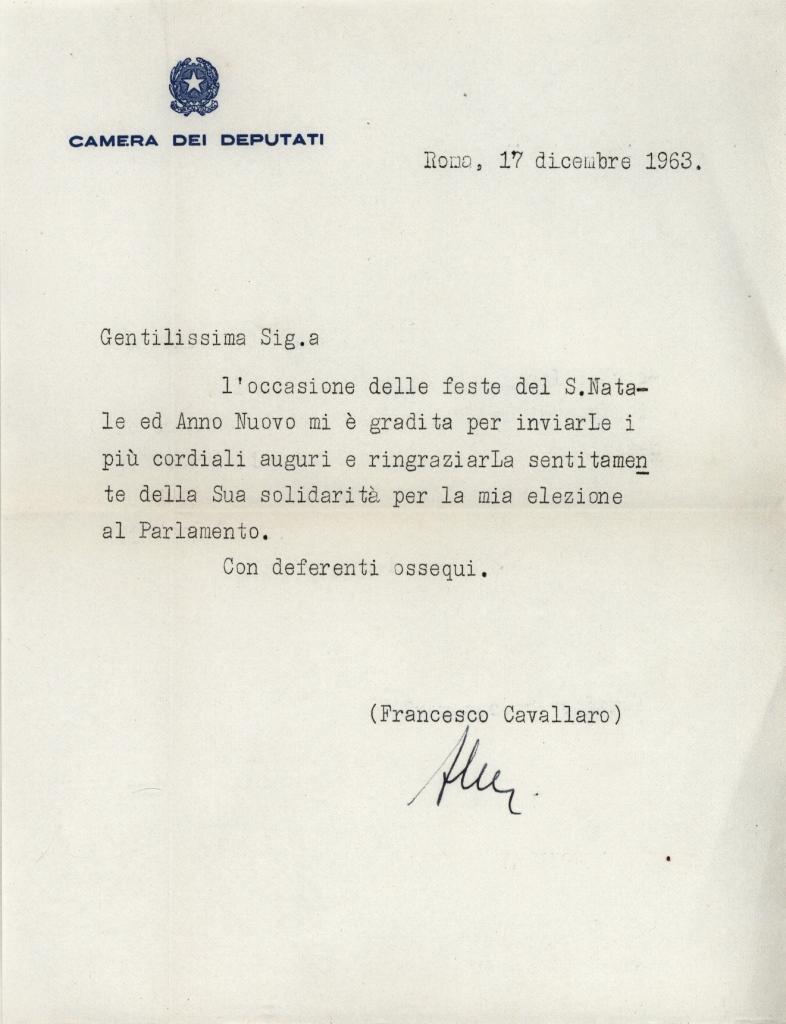 CAMERA DEI DEPUTATI
Roma, 17 dicembre 1963.
Gentilissima Sig.a
l'occasione delle feste del S.Nata-
le ed Anno Nuovo mi è gradita per inviarLe i
più cordiali auguri e ringraziarLa sentitamen
te della Sua solidarità per la mia elezione
al Parlamento.
Con deferenti ossequi.
(Francesco Cavallaro)